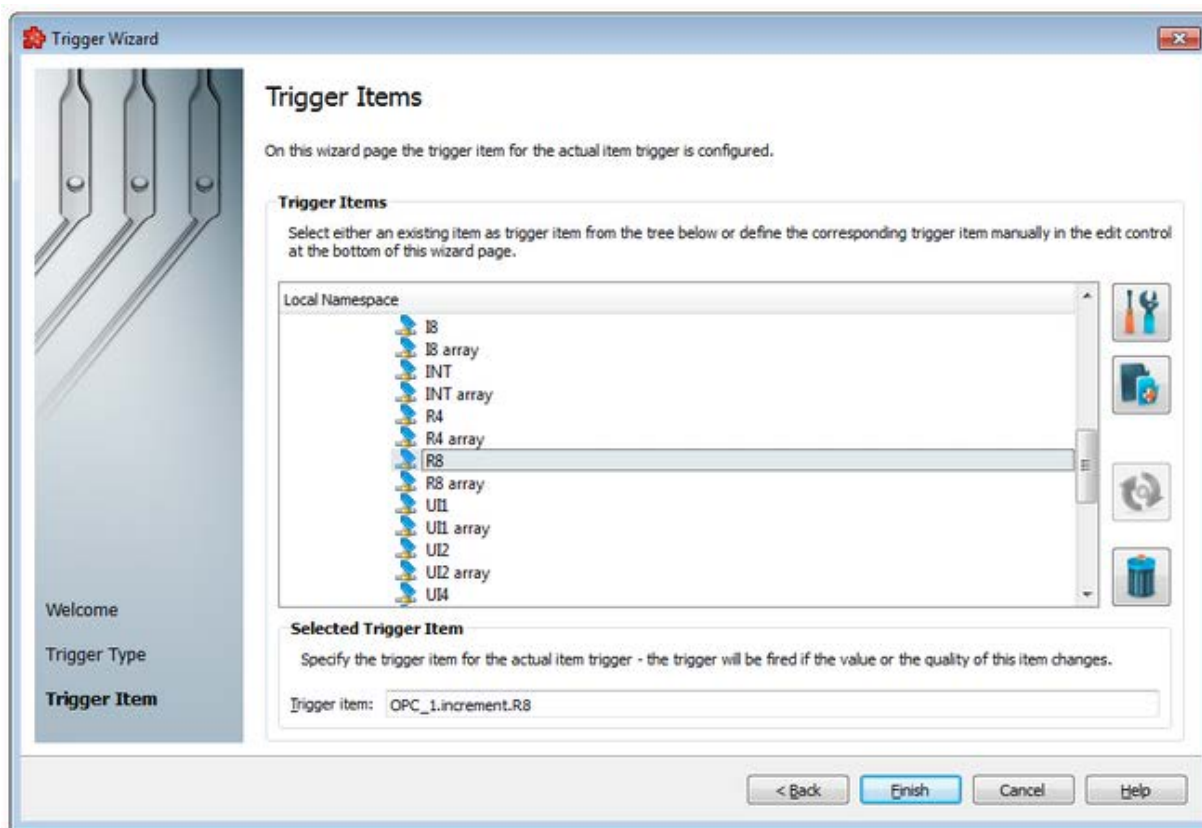 Trigger Wizard
Trigger Items
On this wizard page the trigger item for the actual item trigger is configured.
Trigger Items
Select either an existing item as trigger item from the tree below or define the corresponding trigger item manually in the edit control
at the bottom of this wizard page.
Local Namespace
I8
I8 array
INT
INT array
R4
R4 array
R8
R8 array
UI1
UI1 array
UI2
UI2 array
UI4
Welcome
Trigger Type
Trigger Item
Selected Trigger Item
Specify the trigger item for the actual item trigger - the trigger will be fired if the value or the quality of this item changes.
Trigger item: OPC_1.increment.R8
< Back Finish Cancel Help